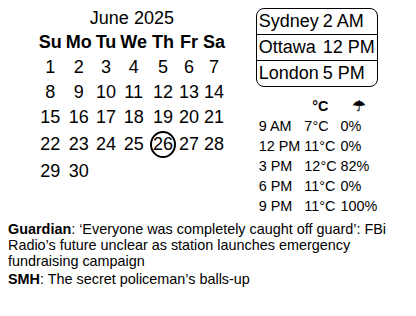 June 2025
Su Mo Tu We Th Fr Sa
1 2 3 4 5 6 7
8 9 10 11 12 13 14
15 16 17 18 19 20 21
22 23 24 25 26 27 28
29 30
Sydney 2 AM
Ottawa 12 PM
London 5 PM
°C ☂
9 AM 7°C 0%
12 PM 11°C 0%
3 PM 12°C 82%
6 PM 11°C 0%
9 PM 11°C 100%
Guardian: ‘Everyone was completely caught off guard’: FBi
Radio’s future unclear as station launches emergency
fundraising campaign
SMH: The secret policeman’s balls-up